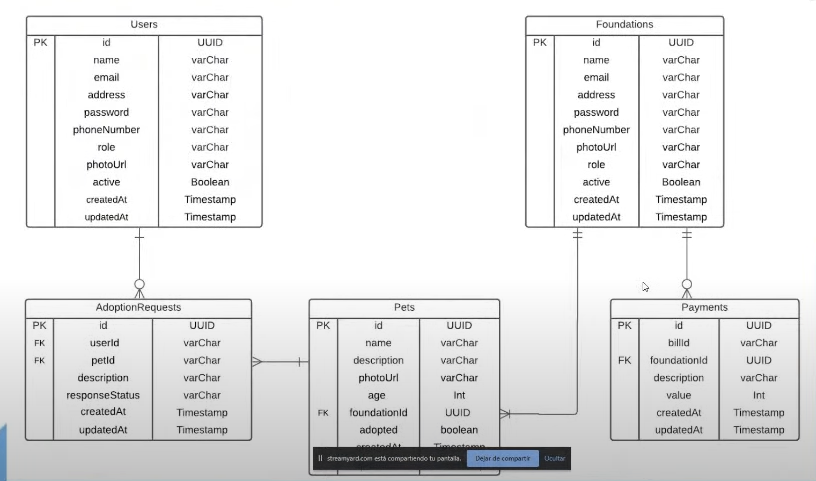 Users
PK id UUID
name varChar
email varChar
address varChar
password varChar
phoneNumber varChar
role varChar
photoUrl varChar
active Boolean
createdAt Timestamp
updatedAt Timestamp
Foundations
PK id UUID
name varChar
email varChar
address varChar
password varChar
phoneNumber varChar
photoUrl varChar
role varChar
active Boolean
createdAt Timestamp
updatedAt Timestamp
AdoptionRequests
PK id UUID
FK userId varChar
FK petId varChar
description varChar
responseStatus varChar
createdAt Timestamp
updatedAt Timestamp
Pets
PK id UUID
name varChar
description varChar
photoUrl varChar
age Int
FK foundationId UUID
adopted boolean
createdAt Timestamp
Payments
PK id UUID
billId varChar
FK foundationId UUID
description varChar
value Int
createdAt Timestamp
updatedAt Timestamp
streamyard.com está compartiendo tu pantalla. Dejar de compartir Ocultar